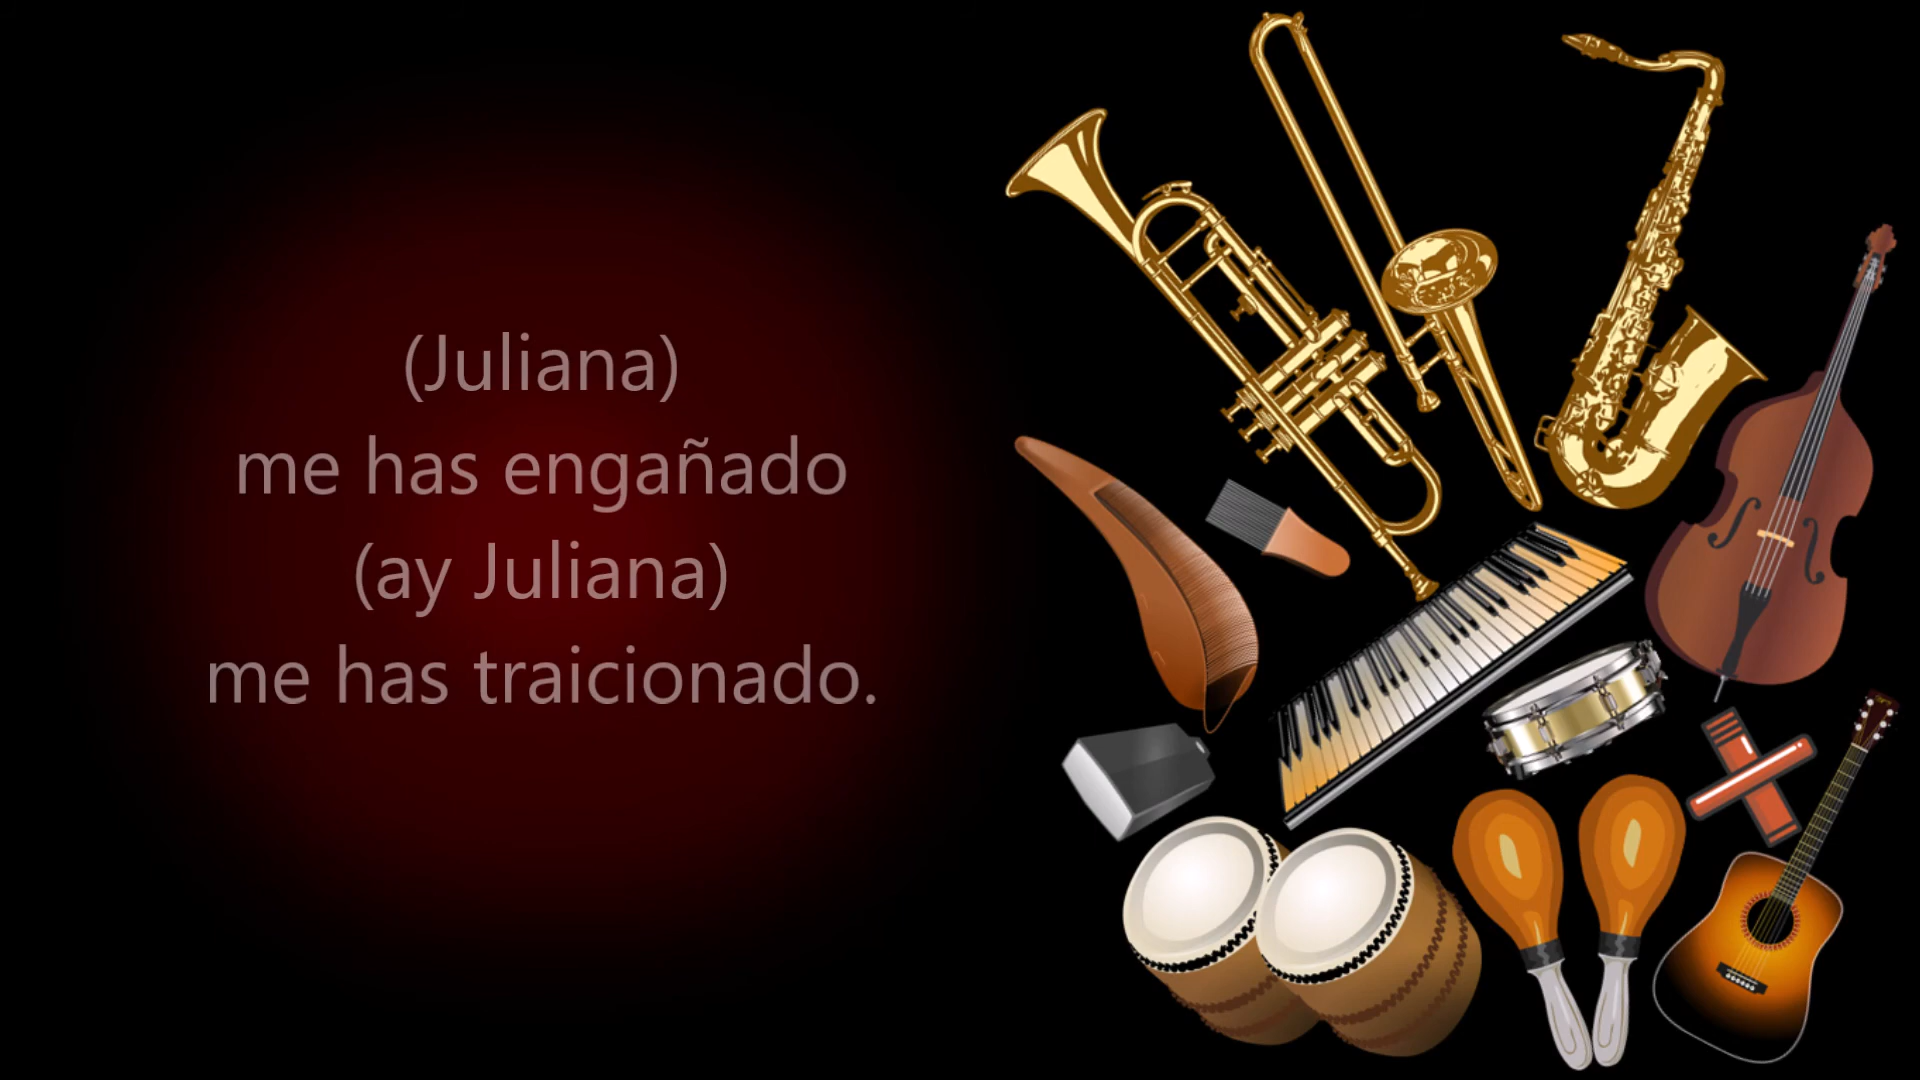 (Juliana)
me has engañado
(ay Juliana)
me has traicionado.